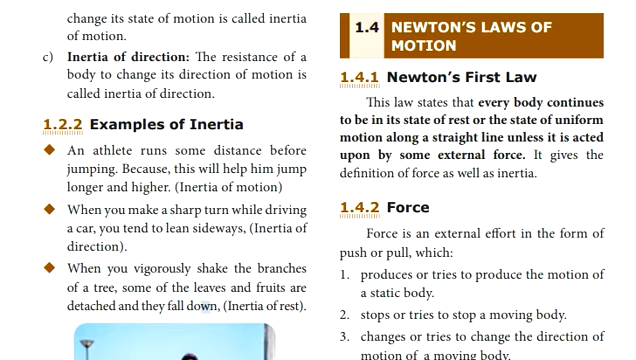 change its state of motion is called inertia
of motion.
c) Inertia of direction: The resistance of a
body to change its direction of motion is
called inertia of direction.
1.2.2 Examples of Inertia
◆ An athlete runs some distance before
jumping. Because, this will help him jump
longer and higher. (Inertia of motion)
◆ When you make a sharp turn while driving
a car, you tend to lean sideways, (Inertia of
direction).
◆ When you vigorously shake the branches
of a tree, some of the leaves and fruits are
detached and they fall down, (Inertia of rest).
1.4 NEWTON'S LAWS OF
MOTION
1.4.1 Newton's First Law
This law states that every body continues
to be in its state of rest or the state of uniform
motion along a straight line unless it is acted
upon by some external force. It gives the
definition of force as well as inertia.
1.4.2 Force
Force is an external effort in the form of
push or pull, which:
1. produces or tries to produce the motion of
a static body.
2. stops or tries to stop a moving body.
3. changes or tries to change the direction of
motion of a moving body.